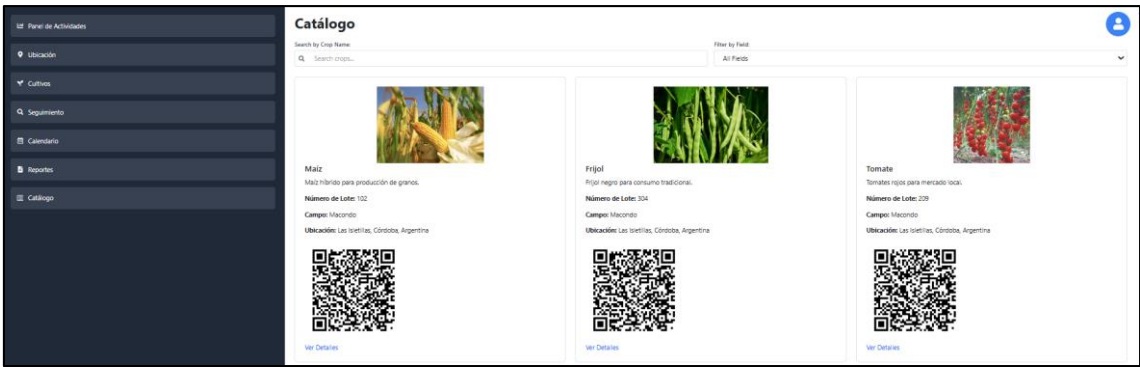 Panel de Actividades
Ubicación
Cultivos
Seguimiento
Calendario
Reportes
Catálogo
Catálogo
Search by Crop Name:
Search crops...
Filter by Field:
All Fields
Maíz
Maíz híbrido para producción de granos.
Número de Lote: 102
Campo: Macondo
Ubicación: Las Isletillas, Córdoba, Argentina
Ver Detalles
Frijol
Frijol negro para consumo tradicional.
Número de Lote: 304
Campo: Macondo
Ubicación: Las Isletillas, Córdoba, Argentina
Ver Detalles
Tomate
Tomates rojos para mercado local.
Número de Lote: 209
Campo: Macondo
Ubicación: Las Isletillas, Córdoba, Argentina
Ver Detalles